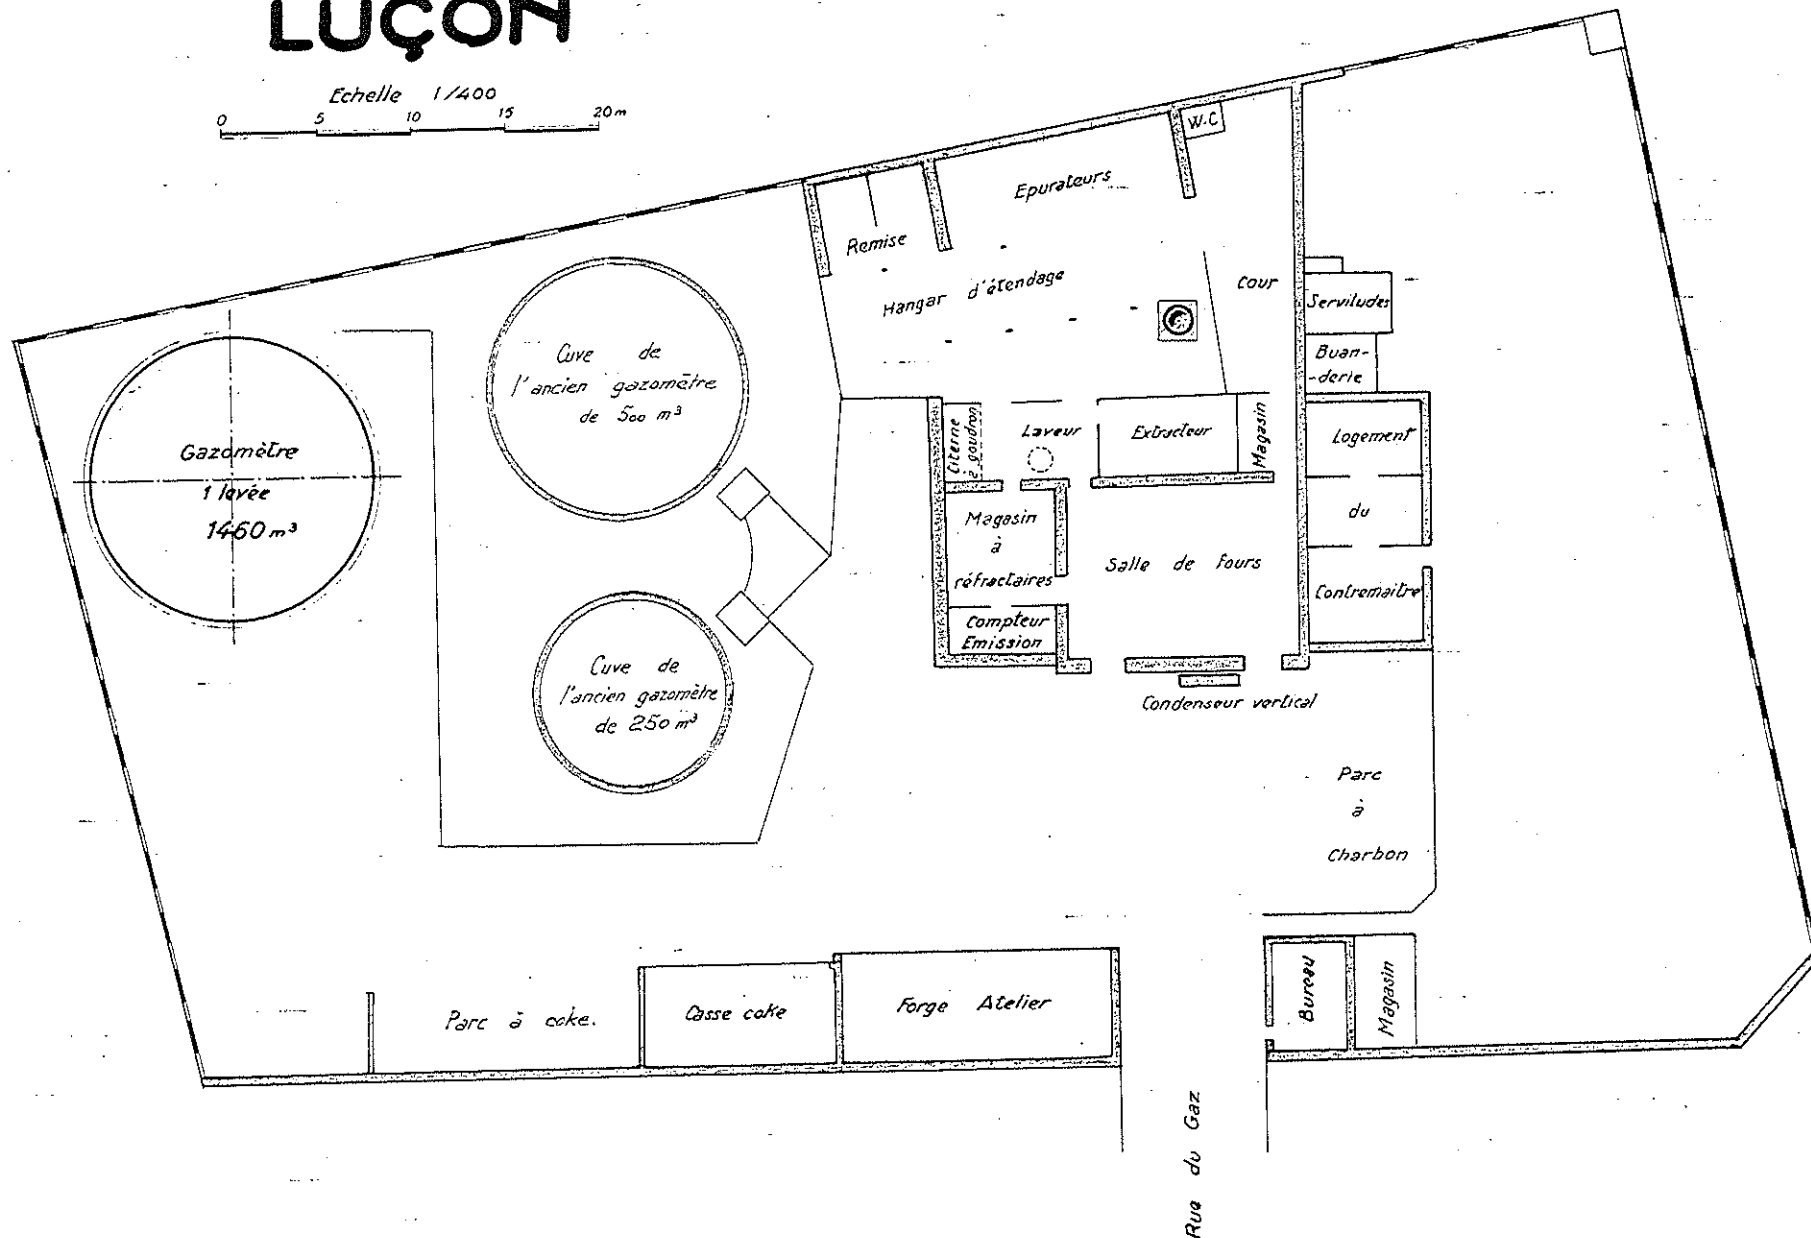 LUÇON
Echelle 1/400
0 5 10 15 20 m
W-C
Epurateurs
Remise
Hangar d'étendage
Cour
Servitudes
Buan-
-derie
Cuve de
l'ancien gazomètre
de 500 m³
Gazomètre
1 levée
1460 m³
Citerne
à goudron
Laveur
Extracteur
Magasin
Logement
du
Contremaitre
Magasin
à
réfractaires
Salle de fours
Compteur
Emission
Cuve de
l'ancien gazomètre
de 250 m³
Condenseur vertical
Parc
à
Charbon
Parc à coke.
Casse coke
Forge Atelier
Bureau
Magasin
Rue du Gaz